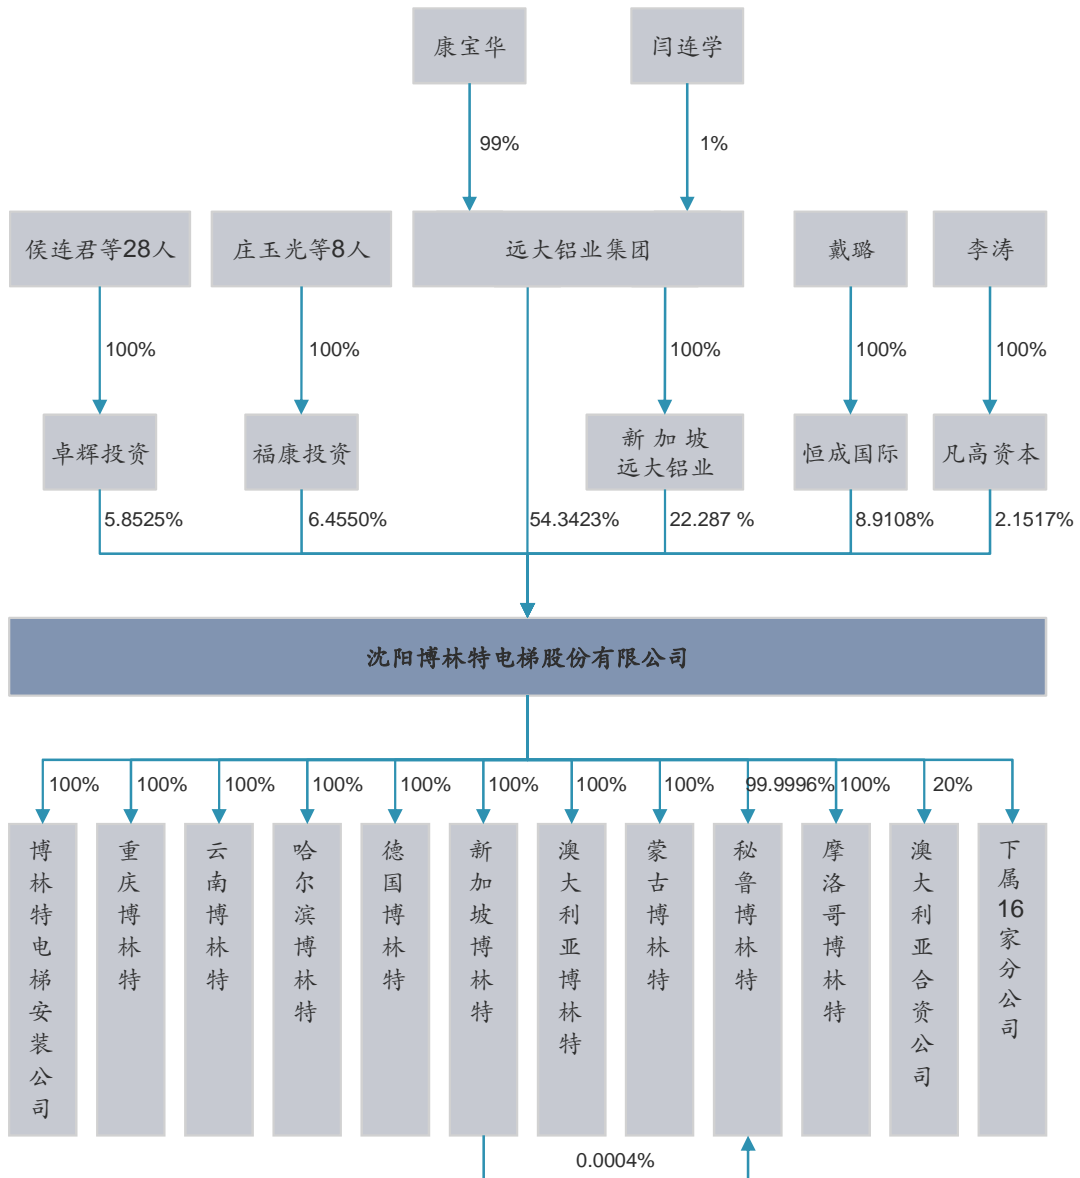 康宝华
闫连学
99%
1%
侯连君等28人
庄玉光等8人
远大铝业集团
戴璐
李涛
100%
100%
100%
100%
100%
卓辉投资
福康投资
新加坡
远大铝业
恒成国际
凡高资本
5.8525%
6.4550%
54.3423%
22.287 %
8.9108%
2.1517%
沈阳博林特电梯股份有限公司
100%
100%
100%
100%
100%
100%
100%
100%
99.9996%
100%
20%
博林特电梯安装公司
重庆博林特
云南博林特
哈尔滨博林特
德国博林特
新加坡博林特
澳大利亚博林特
蒙古博林特
秘鲁博林特
摩洛哥博林特
澳大利亚合资公司
下属16家分公司
0.0004%